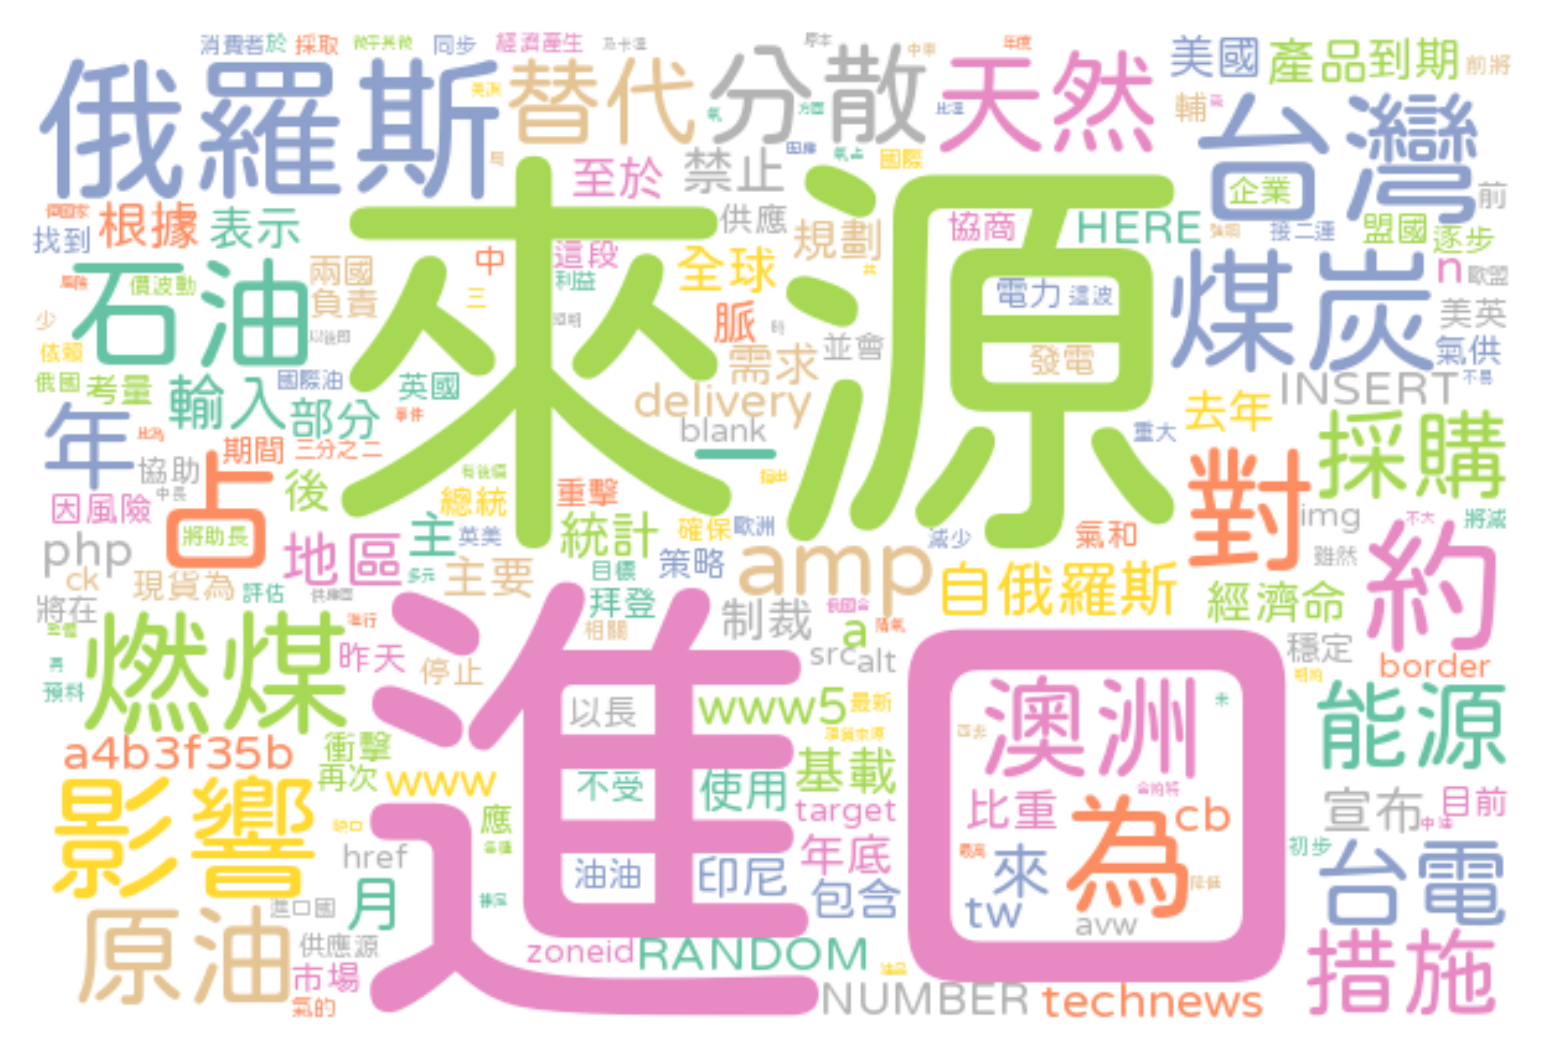 消費者於 採取 同步 經濟產生
俄羅斯 替代 分散 天然 美國 產品到期 前將
輔 台灣 企業 前
至於 禁止 國際
根據 表示 找到 供應 規劃 協商 HERE 接二連 盟國 逐步
來源
石油 價波動 兩國 負責 中 這段 利益 全球 n 歐盟
三 脈 電力 這波 煤炭 美英
少 依賴 需求 並會 發電 氣供
俄國 考量 輸入 國際油 英國 delivery INSERT
年 部分 blank 一 去年 重大 採購
期間 三分之二 協助 占 後 對
因風險 將助長 總統 重擊 img 將減
php 地區 主 英美 統計 確保 歐洲 減少 氣和 約
ck 現貨為 評估 主要 目標 策略 amp 自俄羅斯 經濟命 雖然
將在 拜登 相關 制裁 a
燃煤 昨天 停止 src alt 穩定 border
預料 進口 以長 www5 最新 澳洲 能源
a4b3f35b 衝擊 再次 www 不受 使用 基載
影響 應 target 比重 為 cb 宣布 目前
href 油油 印尼 年底 來 初步 台電
原油 進口國 月 包含 tw avw
供應源 市場 zoneid RANDOM 措施
氣的 NUMBER technews